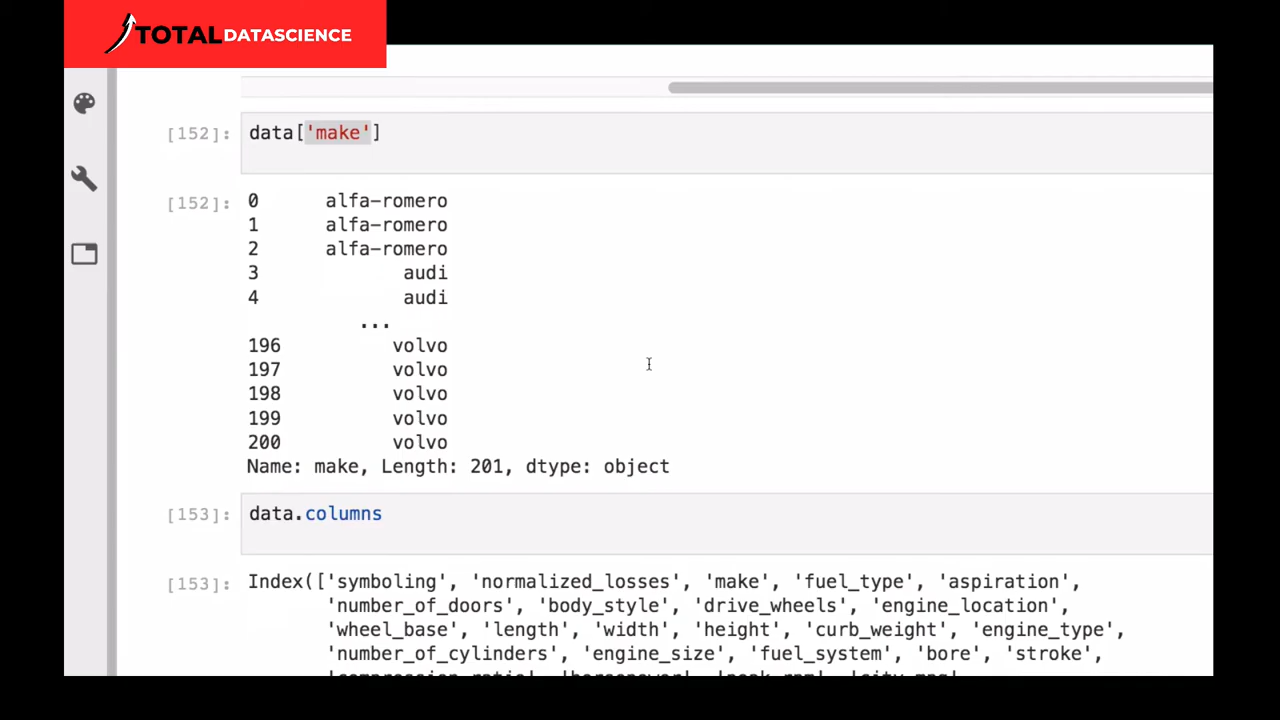 TOTAL DATASCIENCE
[152]: data['make']
[152]: 0 alfa-romero
1 alfa-romero
2 alfa-romero
3 audi
4 audi
...
196 volvo
197 volvo
198 volvo
199 volvo
200 volvo
Name: make, Length: 201, dtype: object
[153]: data.columns
[153]: Index(['symboling', 'normalized_losses', 'make', 'fuel_type', 'aspiration',
'number_of_doors', 'body_style', 'drive_wheels', 'engine_location',
'wheel_base', 'length', 'width', 'height', 'curb_weight', 'engine_type',
'number_of_cylinders', 'engine_size', 'fuel_system', 'bore', 'stroke',